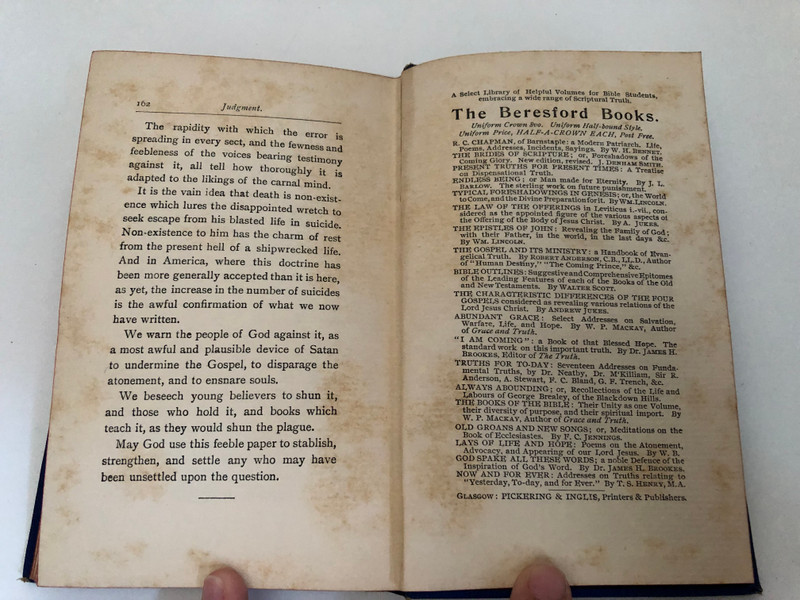 162
Judgment.
The rapidity with which the error is
spreading in every sect, and the fewness and
feebleness of the voices bearing testimony
against it, all tell how thoroughly it is
adapted to the likings of the carnal mind.
It is the vain idea that death is non-exist-
ence which lures the disappointed wretch to
seek escape from his blasted life in suicide.
Non-existence to him has the charm of rest
from the present hell of a shipwrecked life.
And in America, where this doctrine has
been more generally accepted than it is here,
as yet, the increase in the number of suicides
is the awful confirmation of what we now
have written.
We warn the people of God against it, as
a most awful and plausible device of Satan
to undermine the Gospel, to disparage the
atonement, and to ensnare souls.
We beseech young believers to shun it,
and those who hold it, and books which
teach it, as they would shun the plague.
May God use this feeble paper to stablish,
strengthen, and settle any who may have
been unsettled upon the question.
A Select Library of Helpful Volumes for Bible Students,
embracing a wide range of Scriptural Truth.
The Beresford Books.
Uniform Crown 8vo. Uniform Half-bound Style.
Uniform Price, HALF-A-CROWN EACH, Post Free.
R. C. CHAPMAN, of Barnstaple: a Modern Patriarch. Life,
Poems, Addresses, Incidents, Sayings. By W. H. BENNET.
THE BRIDES OF SCRIPTURE; or, Foreshadows of the
Coming Glory. New edition, revised. J. DENHAM SMITH.
PRESENT TRUTHS FOR PRESENT TIMES: A Treatise
on Dispensational Truth.
ENDLESS BEING; or Man made for Eternity. By J. L.
BARLOW. The sterling work on future punishment.
TYPICAL FORESHADOWINGS IN GENESIS; or, the World
to Come, and the Divine Preparation for it. By WM. LINCOLN.
THE LAW OF THE OFFERINGS in Leviticus i.-vii., con-
sidered as the appointed figure of the various aspects of
the Offering of the Body of Jesus Christ. By A. JUKES.
THE EPISTLES OF JOHN: Revealing the Family of God;
with their Father, in the world, in the last days &c.
By WM. LINCOLN.
THE GOSPEL AND ITS MINISTRY: a Handbook of Evan-
gelical Truth. By ROBERT ANDERSON, C.B., LL.D., Author
of "Human Destiny," "The Coming Prince," &c.
BIBLE OUTLINES: Suggestive and Comprehensive Epitomes
of the Leading Features of each of the Books of the Old
and New Testaments. By WALTER SCOTT.
THE CHARACTERISTIC DIFFERENCES OF THE FOUR
GOSPELS considered as revealing various relations of the
Lord Jesus Christ. By ANDREW JUKES.
ABUNDANT GRACE: Select Addresses on Salvation,
Warfare, Life, and Hope. By W. P. MACKAY, Author
of Grace and Truth.
"I AM COMING": a Book of that Blessed Hope. The
standard work on this important truth. By Dr. JAMES H.
BROOKES, Editor of The Truth.
TRUTHS FOR TO-DAY: Seventeen Addresses on Funda-
mental Truths, by Dr. Neatby, Dr. M'Killiam, Sir R.
Anderson, A. Stewart, F. C. Bland, G. F. Trench, &c.
ALWAYS ABOUNDING; or, Recollections of the Life and
Labours of George Brealey, of the Blackdown Hills.
THE BOOKS OF THE BIBLE: Their Unity as one Volume,
their diversity of purpose, and their spiritual import. By
W. P. MACKAY, Author of Grace and Truth.
OLD GROANS AND NEW SONGS; or, Meditations on the
Book of Ecclesiastes. By F. C. JENNINGS.
LAYS OF LIFE AND HOPE: Poems on the Atonement,
Advocacy, and Appearing of our Lord Jesus. By W. B.
GOD SPAKE ALL THESE WORDS; a noble Defence of the
Inspiration of God's Word. By Dr. JAMES H. BROOKES.
NOW AND FOR EVER: Addresses on Truths relating to
"Yesterday, To-day, and for Ever." By T. S. HENRY, M.A.
GLASGOW: PICKERING & INGLIS, Printers & Publishers.